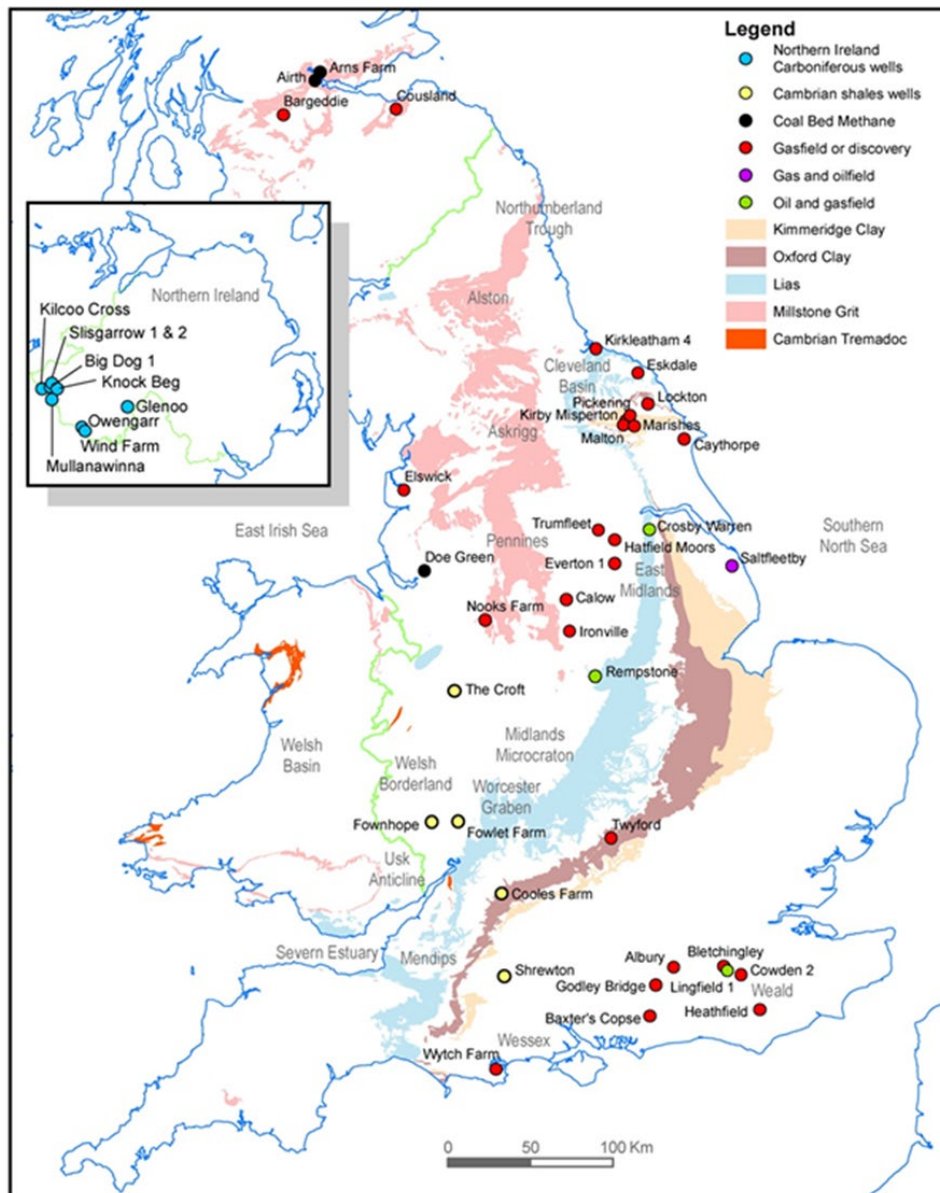 Legend
Northern Ireland
Carboniferous wells
Cambrian shales wells
Coal Bed Methane
Gasfield or discovery
Gas and oilfield
Oil and gasfield
Kimmeridge Clay
Oxford Clay
Lias
Millstone Grit
Cambrian Tremadoc
Arns Farm
Airth
Bargeddie
Cousland
Northumberland
Trough
Alston
Northern Ireland
Kilcoo Cross
Slisgarrow 1 & 2
Big Dog 1
Knock Beg
Glenoo
Owengarr
Wind Farm
Mullanawinna
Kirkleatham 4
Cleveland
Basin
Eskdale
Lockton
Pickering
Kirby Misperton
Marishes
Malton
Caythorpe
Askrigg
Elswick
East Irish Sea
Trumfleet
Crosby Warren
Southern
North Sea
Pennines
Hatfield Moors
Doe Green
Everton 1
East
Midlands
Saltfleetby
Calow
Nooks Farm
Ironville
Rempstone
The Croft
Welsh
Basin
Midlands
Microcraton
Welsh
Borderland
Worcester
Graben
Fownhope
Fowlet Farm
Twyford
Usk
Anticline
Cooles Farm
Severn Estuary
Mendips
Shrewton
Albury
Bletchingley
Godley Bridge
Lingfield 1
Cowden 2
Weald
Baxter's Copse
Heathfield
Wessex
Wytch Farm
0 50 100 Km